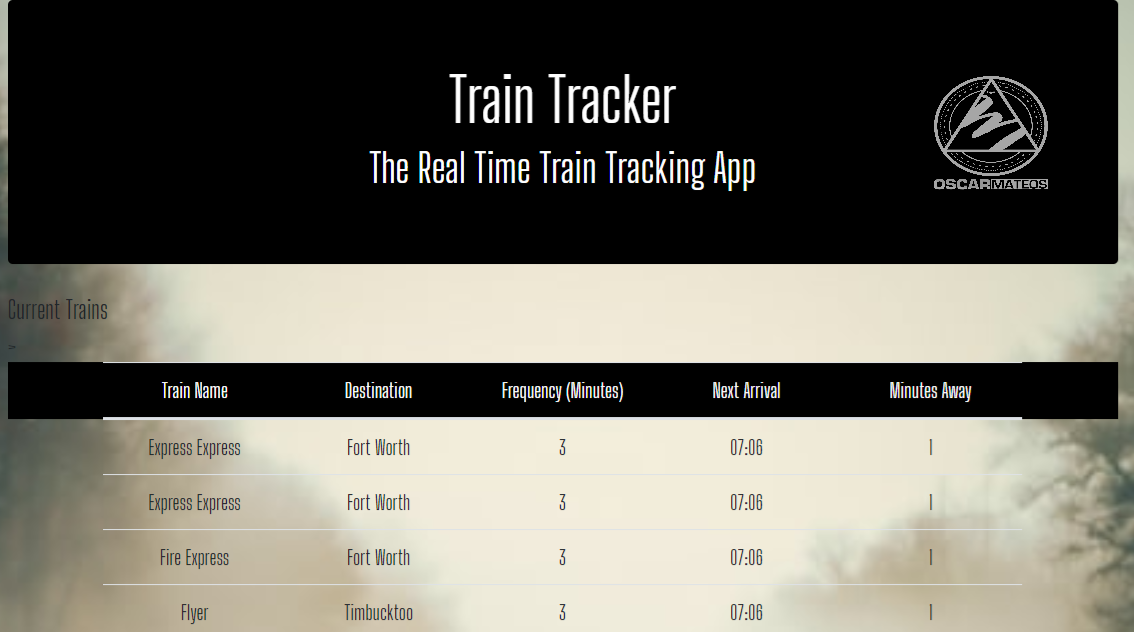 Train Tracker
The Real Time Train Tracking App
OSCARMATEOS
Current Trains
>
Train Name Destination Frequency (Minutes) Next Arrival Minutes Away
Express Express Fort Worth 3 07:06 1
Express Express Fort Worth 3 07:06 1
Fire Express Fort Worth 3 07:06 1
Flyer Timbucktoo 3 07:06 1